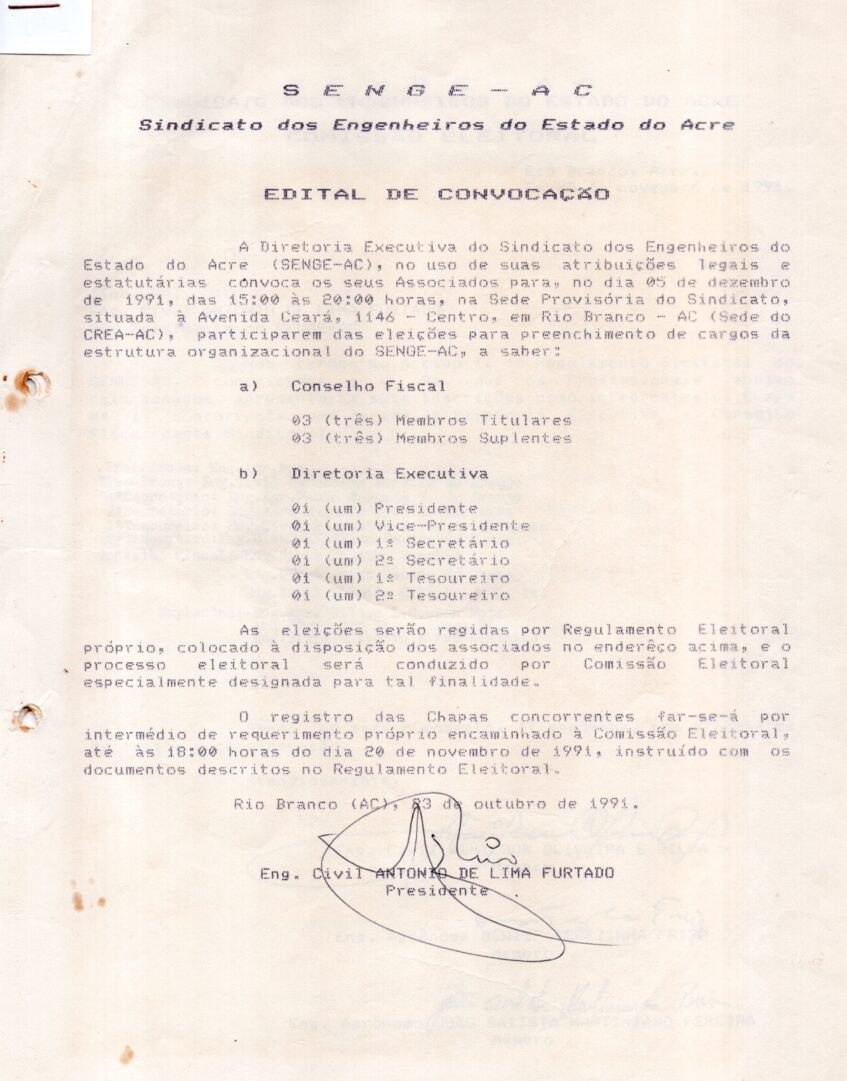 SENGE-AC
Sindicato dos Engenheiros do Estado do Acre
EDITAL DE CONVOCAÇÃO
A Diretoria Executiva do Sindicato dos Engenheiros do
Estado do Acre (SENGE-AC), no uso de suas atribuições legais e
estatutárias convoca os seus Associados para, no dia 05 de dezembro
de 1991, das 15:00 às 20:00 horas, na Sede Provisória do Sindicato,
situada à Avenida Ceará, 1146 - Centro, em Rio Branco - AC (Sede do
CREA-AC), participarem das eleições para preenchimento de cargos da
estrutura organizacional do SENGE-AC, a saber:
a) Conselho Fiscal
03 (três) Membros Titulares
03 (três) Membros Suplentes
b) Diretoria Executiva
01 (um) Presidente
01 (um) Vice-Presidente
01 (um) 1º Secretário
01 (um) 2º Secretário
01 (um) 1º Tesoureiro
01 (um) 2º Tesoureiro
As eleições serão regidas por Regulamento Eleitoral
próprio, colocado à disposição dos associados no enderêço acima, e o
processo eleitoral será conduzido por Comissão Eleitoral
especialmente designada para tal finalidade.
O registro das Chapas concorrentes far-se-á por
intermédio de requerimento próprio encaminhado à Comissão Eleitoral,
até às 18:00 horas do dia 20 de novembro de 1991, instruído com os
documentos descritos no Regulamento Eleitoral.
Rio Branco (AC), 23 de outubro de 1991.
Eng. Civil ANTONIO DE LIMA FURTADO
Presidente